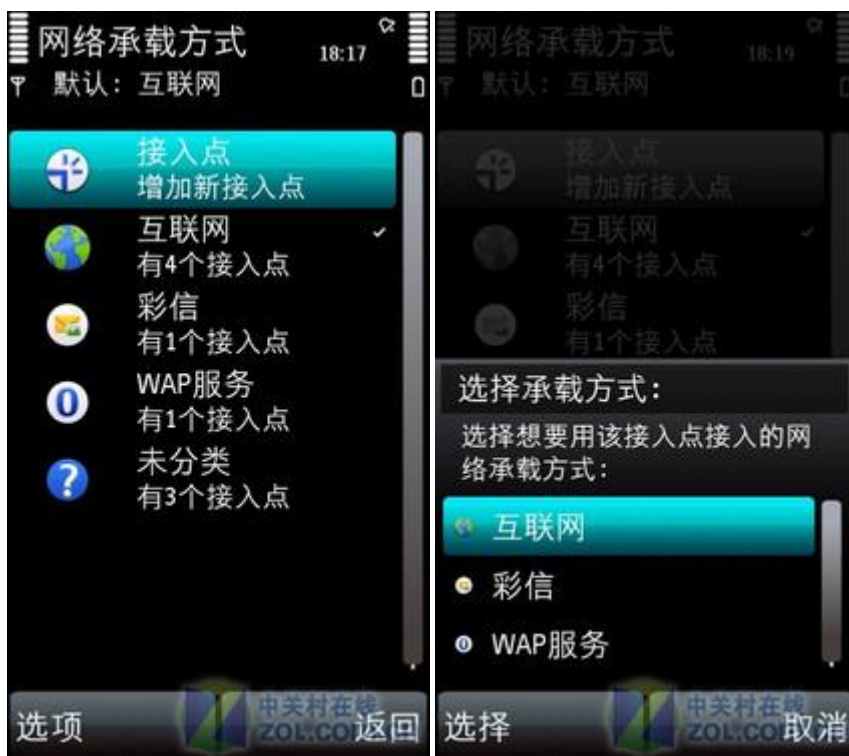 网络承载方式
18:17
默认: 互联网
接入点
增加新接入点
互联网
有4个接入点
彩信
有1个接入点
WAP服务
有1个接入点
未分类
有3个接入点
选项
返回
中关村在线
ZOL.COM
网络承载方式
18:19
默认: 互联网
接入点
增加新接入点
互联网
有4个接入点
彩信
有1个接入点
选择承载方式:
选择想要用该接入点接入的网
络承载方式:
互联网
彩信
WAP服务
选择
取消
中关村在线
ZOL.COM